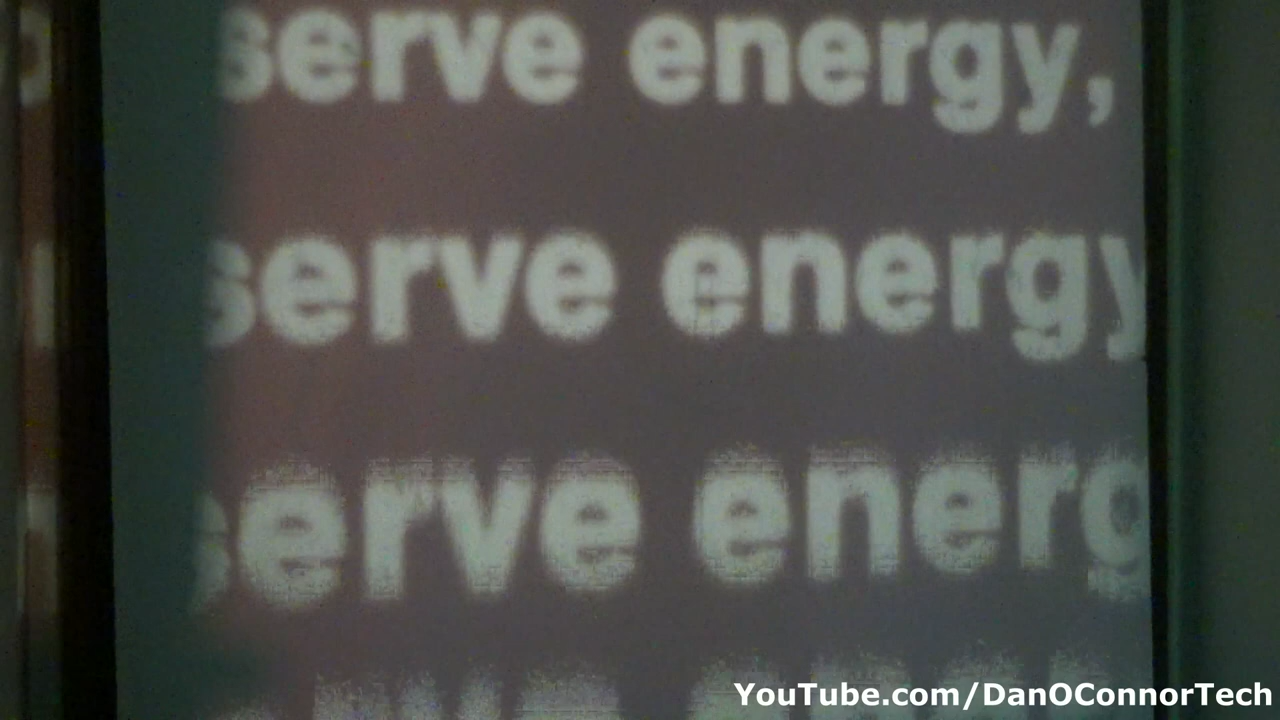 serve energy,
serve energy
serve energ
YouTube.com/DanOConnorTech